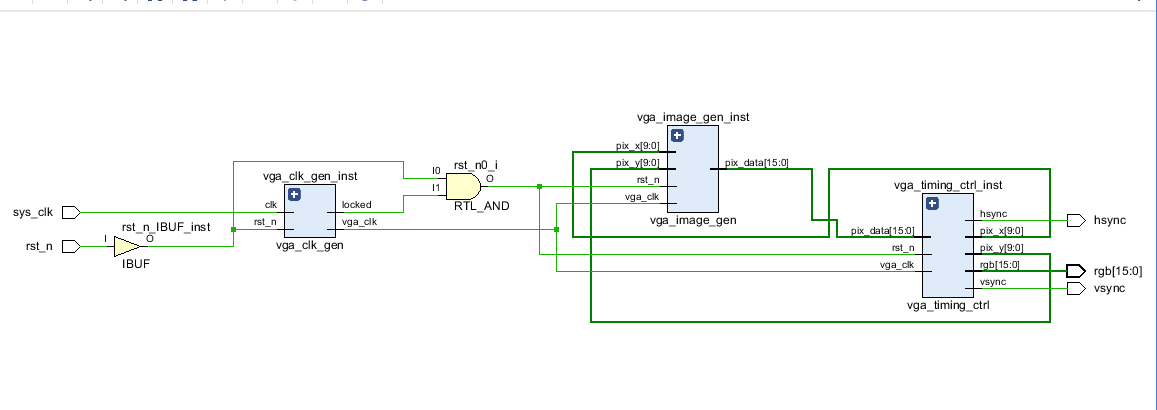 vga_image_gen_inst
pix_x[9:0]
pix_y[9:0]
rst_n
vga_clk
pix_data[15:0]
vga_image_gen
rst_n0_i
I0
I1
O
RTL_AND
vga_clk_gen_inst
clk
rst_n
locked
vga_clk
vga_clk_gen
sys_clk
rst_n
rst_n_IBUF_inst
I
O
IBUF
vga_timing_ctrl_inst
pix_data[15:0]
rst_n
vga_clk
hsync
pix_x[9:0]
pix_y[9:0]
rgb[15:0]
vsync
vga_timing_ctrl
hsync
rgb[15:0]
vsync